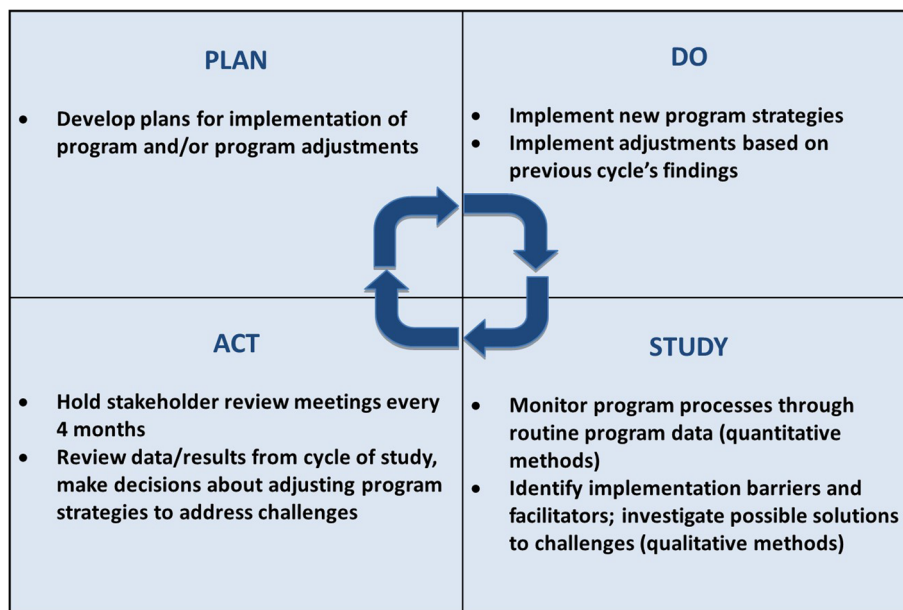 PLAN
• Develop plans for implementation of
program and/or program adjustments
DO
• Implement new program strategies
• Implement adjustments based on
previous cycle’s findings
ACT
• Hold stakeholder review meetings every
4 months
• Review data/results from cycle of study,
make decisions about adjusting program
strategies to address challenges
STUDY
• Monitor program processes through
routine program data (quantitative
methods)
• Identify implementation barriers and
facilitators; investigate possible solutions
to challenges (qualitative methods)